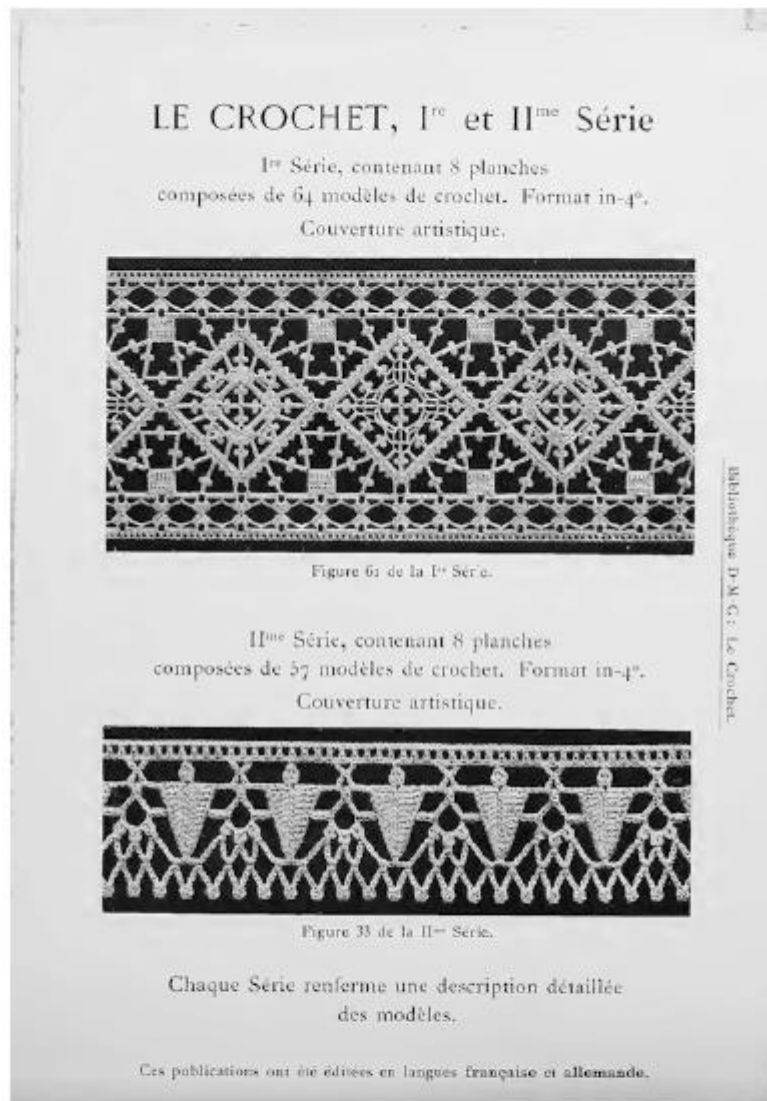 LE CROCHET, Iʳᵉ et IIᵐᵉ Série
Iʳᵉ Série, contenant 8 planches
composées de 64 modèles de crochet. Format in-4°.
Couverture artistique.
Figure 61 de la Iʳᵉ Série.
IIᵐᵉ Série, contenant 8 planches
composées de 57 modèles de crochet. Format in-4°.
Couverture artistique.
Figure 33 de la IIᵐᵉ Série.
Chaque Série renferme une description détaillée
des modèles.
Ces publications ont été éditées en langues française et allemande.
Bibliothèque D·M·C: Le Crochet.